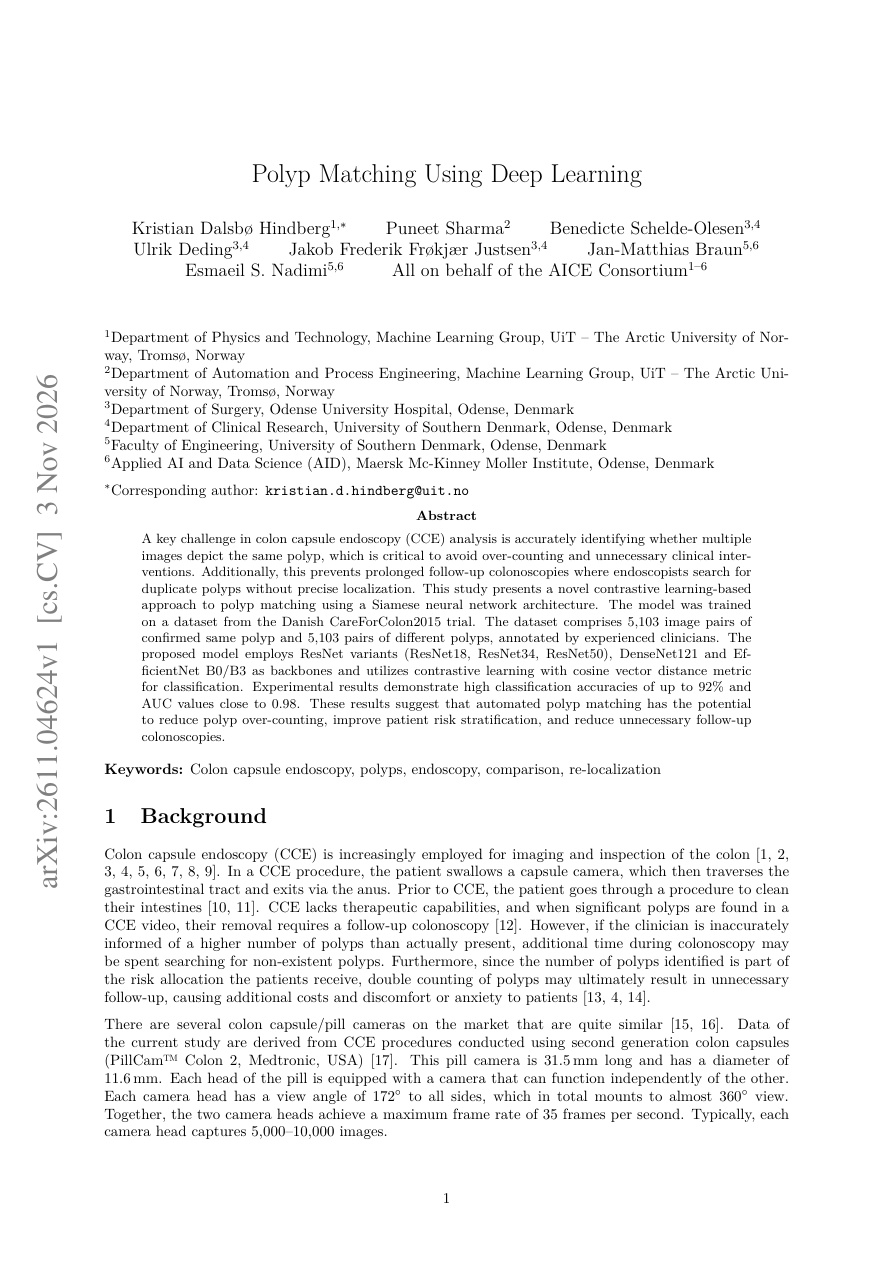 Polyp Matching Using Deep Learning
Kristian Dalsbø Hindberg1,∗ Puneet Sharma2 Benedicte Schelde-Olesen3,4
Ulrik Deding3,4 Jakob Frederik Frøkjær Justsen3,4 Jan-Matthias Braun5,6
Esmaeil S. Nadimi5,6 All on behalf of the AICE Consortium1–6
1Department of Physics and Technology, Machine Learning Group, UiT – The Arctic University of Nor-
way, Tromsø, Norway
2Department of Automation and Process Engineering, Machine Learning Group, UiT – The Arctic Uni-
versity of Norway, Tromsø, Norway
3Department of Surgery, Odense University Hospital, Odense, Denmark
4Department of Clinical Research, University of Southern Denmark, Odense, Denmark
5Faculty of Engineering, University of Southern Denmark, Odense, Denmark
6Applied AI and Data Science (AID), Maersk Mc-Kinney Moller Institute, Odense, Denmark
∗Corresponding author: kristian.d.hindberg@uit.no
Abstract
A key challenge in colon capsule endoscopy (CCE) analysis is accurately identifying whether multiple
images depict the same polyp, which is critical to avoid over-counting and unnecessary clinical inter-
ventions. Additionally, this prevents prolonged follow-up colonoscopies where endoscopists search for
duplicate polyps without precise localization. This study presents a novel contrastive learning-based
approach to polyp matching using a Siamese neural network architecture. The model was trained
on a dataset from the Danish CareForColon2015 trial. The dataset comprises 5,103 image pairs of
confirmed same polyp and 5,103 pairs of different polyps, annotated by experienced clinicians. The
proposed model employs ResNet variants (ResNet18, ResNet34, ResNet50), DenseNet121 and Ef-
ficientNet B0/B3 as backbones and utilizes contrastive learning with cosine vector distance metric
for classification. Experimental results demonstrate high classification accuracies of up to 92% and
AUC values close to 0.98. These results suggest that automated polyp matching has the potential
to reduce polyp over-counting, improve patient risk stratification, and reduce unnecessary follow-up
colonoscopies.
Keywords: Colon capsule endoscopy, polyps, endoscopy, comparison, re-localization
1 Background
Colon capsule endoscopy (CCE) is increasingly employed for imaging and inspection of the colon [1, 2,
3, 4, 5, 6, 7, 8, 9]. In a CCE procedure, the patient swallows a capsule camera, which then traverses the
gastrointestinal tract and exits via the anus. Prior to CCE, the patient goes through a procedure to clean
their intestines [10, 11]. CCE lacks therapeutic capabilities, and when significant polyps are found in a
CCE video, their removal requires a follow-up colonoscopy [12]. However, if the clinician is inaccurately
informed of a higher number of polyps than actually present, additional time during colonoscopy may
be spent searching for non-existent polyps. Furthermore, since the number of polyps identified is part of
the risk allocation the patients receive, double counting of polyps may ultimately result in unnecessary
follow-up, causing additional costs and discomfort or anxiety to patients [13, 4, 14].
There are several colon capsule/pill cameras on the market that are quite similar [15, 16]. Data of
the current study are derived from CCE procedures conducted using second generation colon capsules
(PillCam™ Colon 2, Medtronic, USA) [17]. This pill camera is 31.5 mm long and has a diameter of
11.6 mm. Each head of the pill is equipped with a camera that can function independently of the other.
Each camera head has a view angle of 172° to all sides, which in total mounts to almost 360° view.
Together, the two camera heads achieve a maximum frame rate of 35 frames per second. Typically, each
camera head captures 5,000–10,000 images.
1
arXiv:2611.04624v1 [cs.CV] 3 Nov 2026